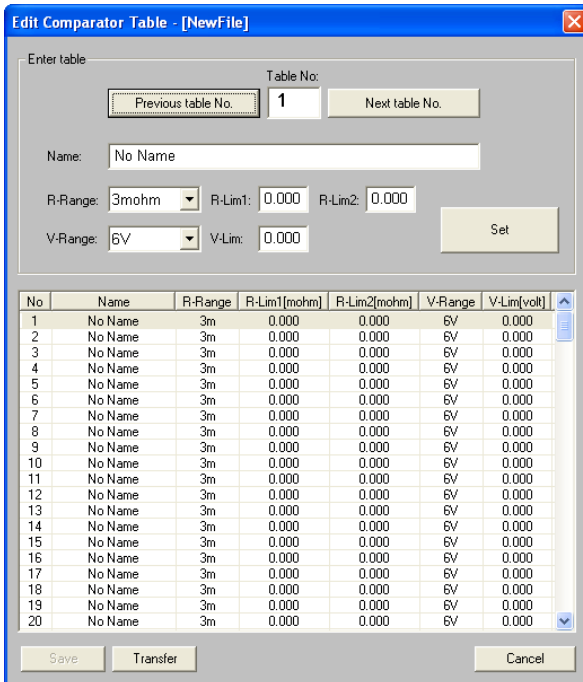 Edit Comparator Table - [NewFile]
Enter table
Table No:
Previous table No. 1 Next table No.
Name: No Name
R-Range: 3mohm R-Lim1: 0.000 R-Lim2: 0.000
V-Range: 6V V-Lim: 0.000
Set
No Name R-Range R-Lim1[mohm] R-Lim2[mohm] V-Range V-Lim[volt]
1 No Name 3m 0.000 0.000 6V 0.000
2 No Name 3m 0.000 0.000 6V 0.000
3 No Name 3m 0.000 0.000 6V 0.000
4 No Name 3m 0.000 0.000 6V 0.000
5 No Name 3m 0.000 0.000 6V 0.000
6 No Name 3m 0.000 0.000 6V 0.000
7 No Name 3m 0.000 0.000 6V 0.000
8 No Name 3m 0.000 0.000 6V 0.000
9 No Name 3m 0.000 0.000 6V 0.000
10 No Name 3m 0.000 0.000 6V 0.000
11 No Name 3m 0.000 0.000 6V 0.000
12 No Name 3m 0.000 0.000 6V 0.000
13 No Name 3m 0.000 0.000 6V 0.000
14 No Name 3m 0.000 0.000 6V 0.000
15 No Name 3m 0.000 0.000 6V 0.000
16 No Name 3m 0.000 0.000 6V 0.000
17 No Name 3m 0.000 0.000 6V 0.000
18 No Name 3m 0.000 0.000 6V 0.000
19 No Name 3m 0.000 0.000 6V 0.000
20 No Name 3m 0.000 0.000 6V 0.000
Save Transfer Cancel